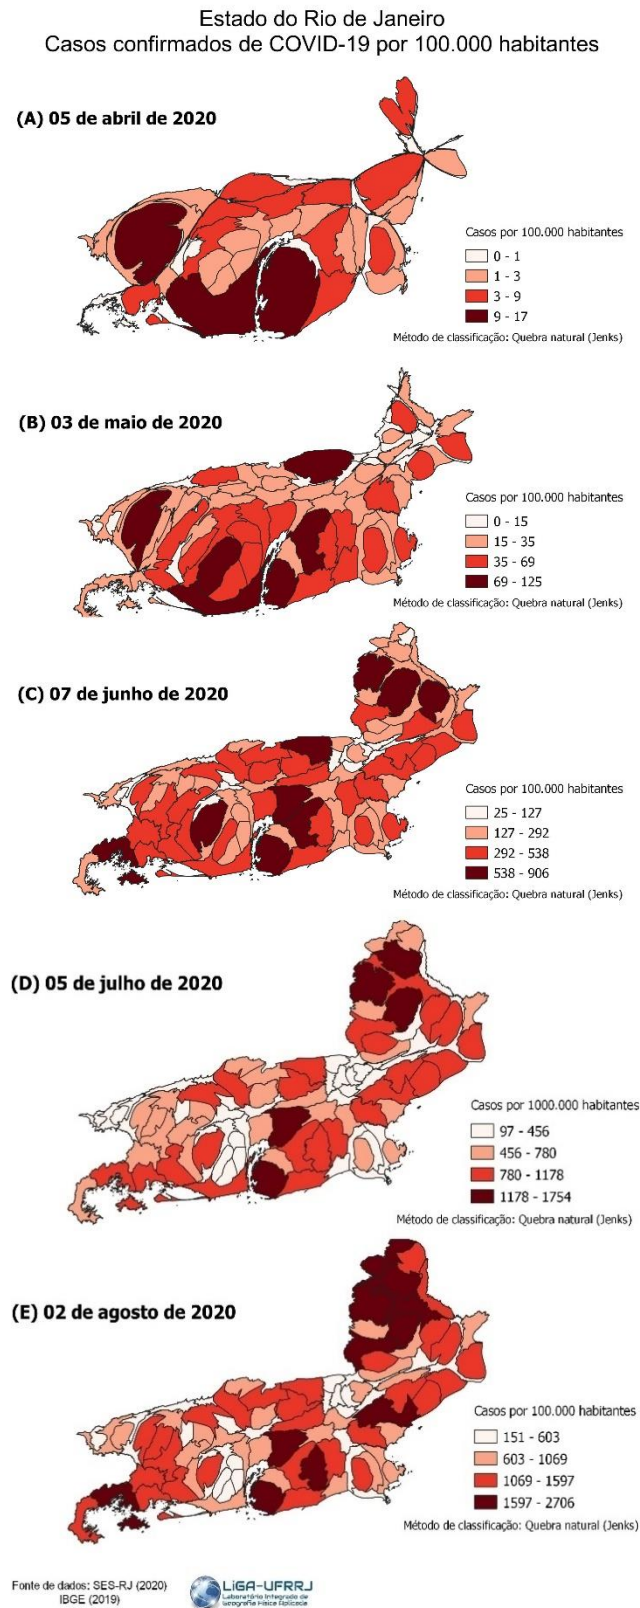 Estado do Rio de Janeiro
Casos confirmados de COVID-19 por 100.000 habitantes
(A) 05 de abril de 2020
Casos por 100.000 habitantes
0 - 1
1 - 3
3 - 9
9 - 17
Método de classificação: Quebra natural (Jenks)
(B) 03 de maio de 2020
Casos por 100.000 habitantes
0 - 15
15 - 35
35 - 69
69 - 125
Método de classificação: Quebra natural (Jenks)
(C) 07 de junho de 2020
Casos por 100.000 habitantes
25 - 127
127 - 292
292 - 538
538 - 906
Método de classificação: Quebra natural (Jenks)
(D) 05 de julho de 2020
Casos por 1000.000 habitantes
97 - 456
456 - 780
780 - 1178
1178 - 1754
Método de classificação: Quebra natural (Jenks)
(E) 02 de agosto de 2020
Casos por 100.000 habitantes
151 - 603
603 - 1069
1069 - 1597
1597 - 2706
Método de classificação: Quebra natural (Jenks)
Fonte de dados: SES-RJ (2020)
IBGE (2019)
LiGA-UFRRJ
Laboratório Integrado de
Geografia Física Aplicada